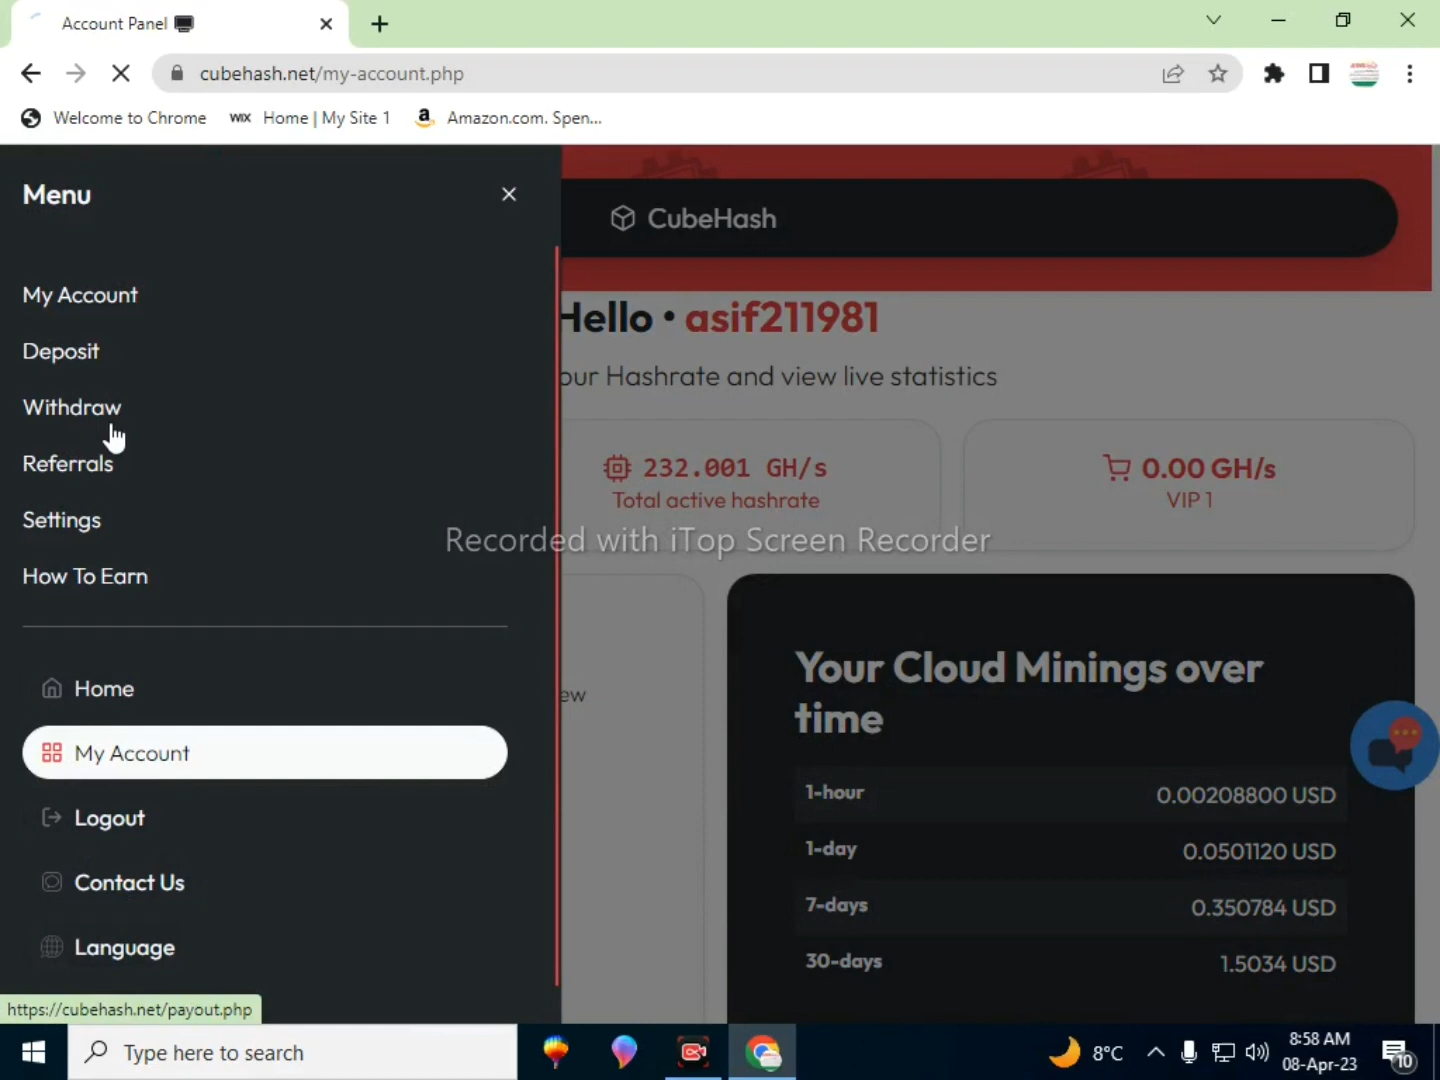 Account Panel
cubehash.net/my-account.php
Welcome to Chrome
WIX Home | My Site 1
a Amazon.com. Spen...
Menu
My Account
Deposit
Withdraw
Referrals
Settings
How To Earn
Home
My Account
Logout
Contact Us
Language
https://cubehash.net/payout.php
CubeHash
Hello • asif211981
our Hashrate and view live statistics
232.001 GH/s
Total active hashrate
0.00 GH/s
VIP 1
Recorded with iTop Screen Recorder
ew
Your Cloud Minings over
time
1-hour 0.00208800 USD
1-day 0.0501120 USD
7-days 0.350784 USD
30-days 1.5034 USD
Type here to search
8°C
8:58 AM
08-Apr-23
10